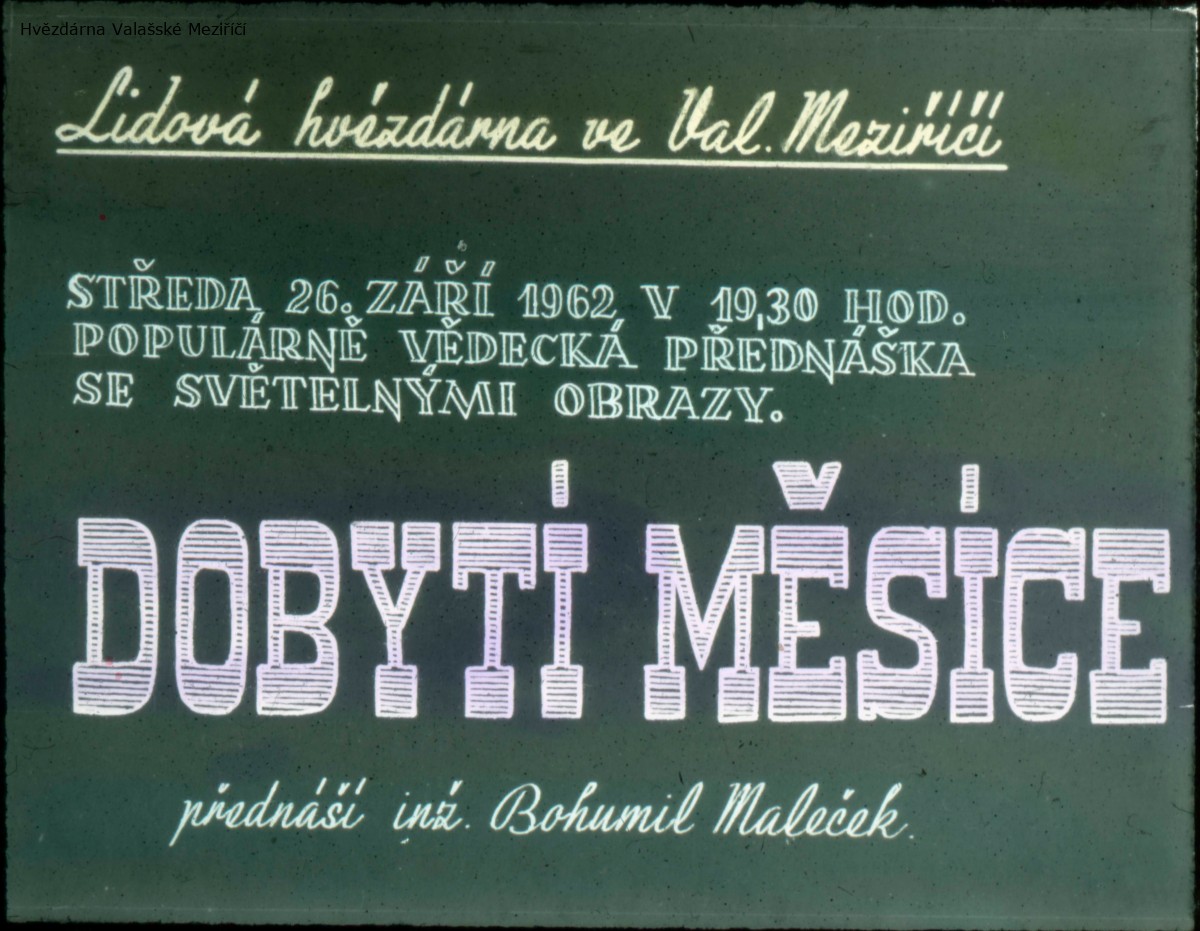 Hvězdárna Valašské Meziříčí
Lidová hvězdárna ve Val. Meziříčí
STŘEDA 26. ZÁŘÍ 1962 V 19,30 HOD.
POPULÁRNĚ VĚDECKÁ PŘEDNÁŠKA
SE SVĚTELNÝMI OBRAZY.
DOBYTÍ MĚSÍCE
přednáší inž. Bohumil Maleček.